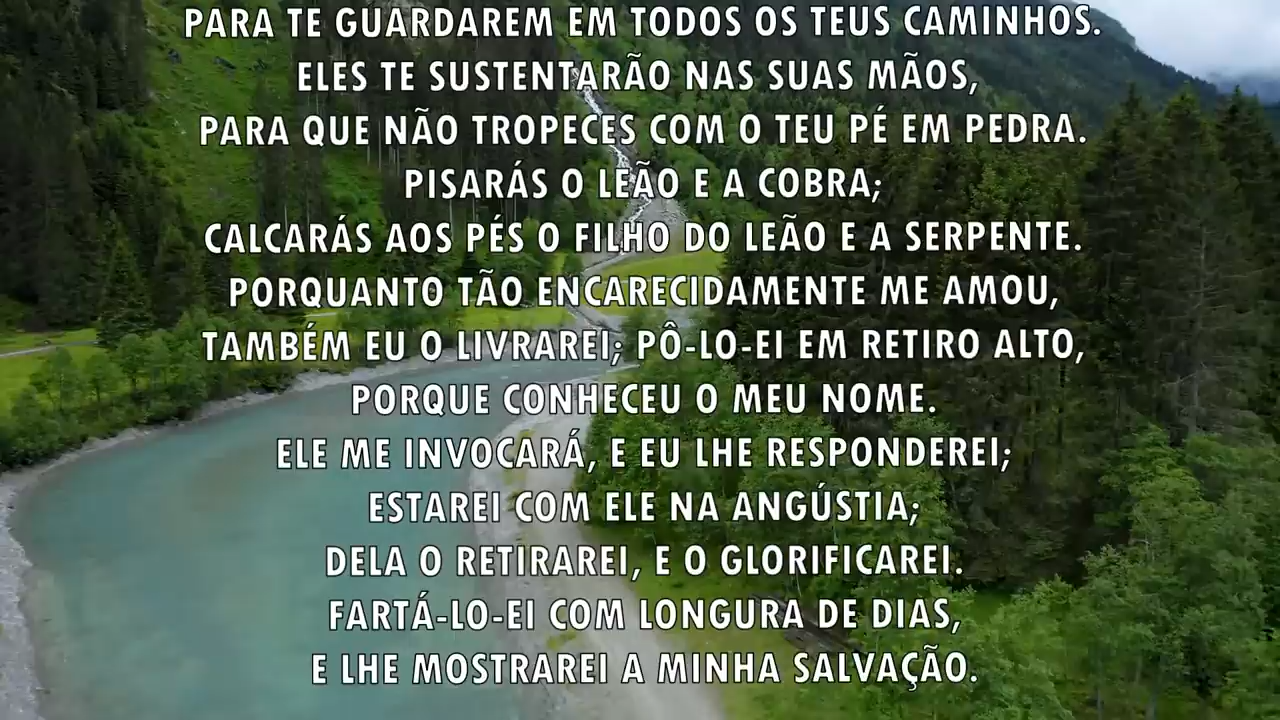 PARA TE GUARDAREM EM TODOS OS TEUS CAMINHOS.
ELES TE SUSTENTARÃO NAS SUAS MÃOS,
PARA QUE NÃO TROPECES COM O TEU PÉ EM PEDRA.
PISARÁS O LEÃO E A COBRA;
CALCARÁS AOS PÉS O FILHO DO LEÃO E A SERPENTE.
PORQUANTO TÃO ENCARECIDAMENTE ME AMOU,
TAMBÉM EU O LIVRAREI; PÔ-LO-EI EM RETIRO ALTO,
PORQUE CONHECEU O MEU NOME.
ELE ME INVOCARÁ, E EU LHE RESPONDEREI;
ESTAREI COM ELE NA ANGÚSTIA;
DELA O RETIRAREI, E O GLORIFICAREI.
FARTÁ-LO-EI COM LONGURA DE DIAS,
E LHE MOSTRAREI A MINHA SALVAÇÃO.